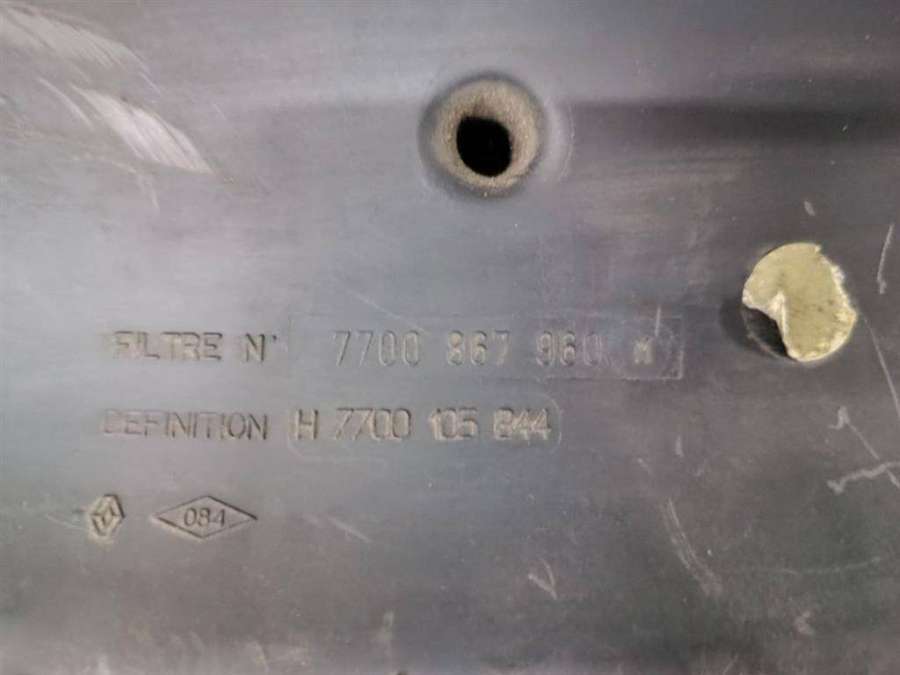 FILTRE N° 7700 867 960 M
DEFINITION H 7700 105 844
084